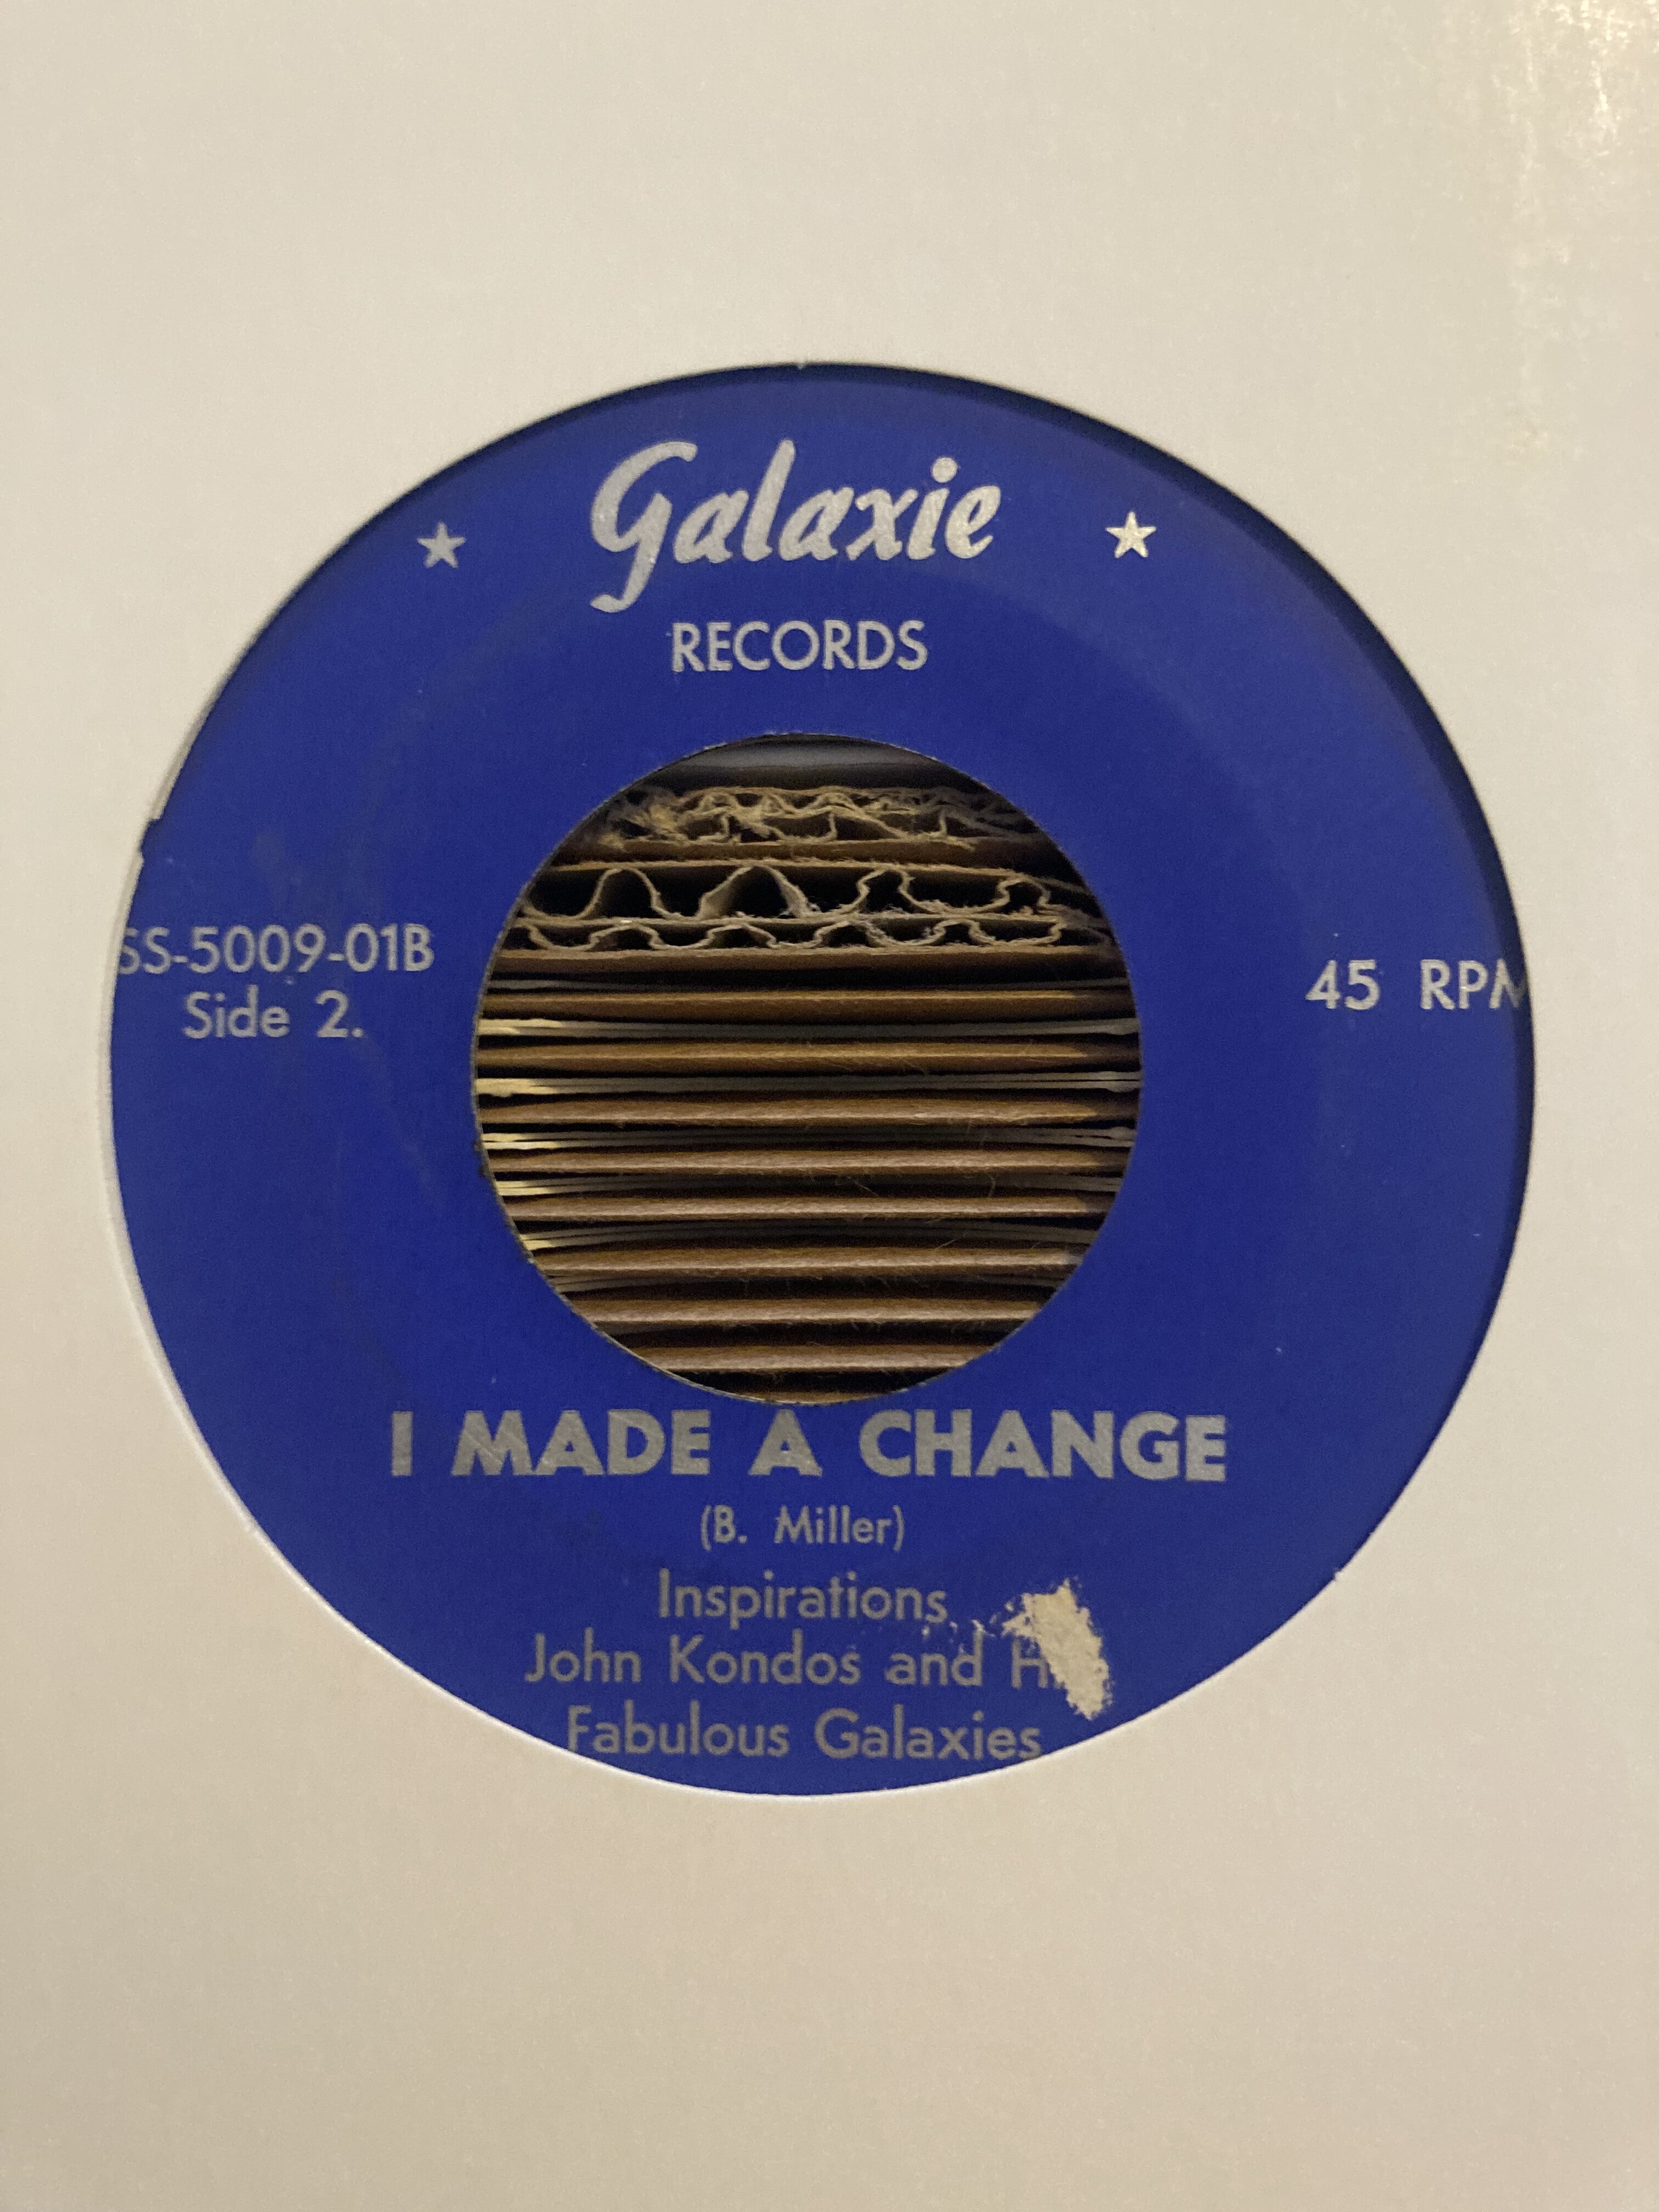 Galaxie
RECORDS
SS-5009-01B
Side 2.
45 RPM
I MADE A CHANGE
(B. Miller)
Inspirations
John Kondos and
Fabulous Galaxies